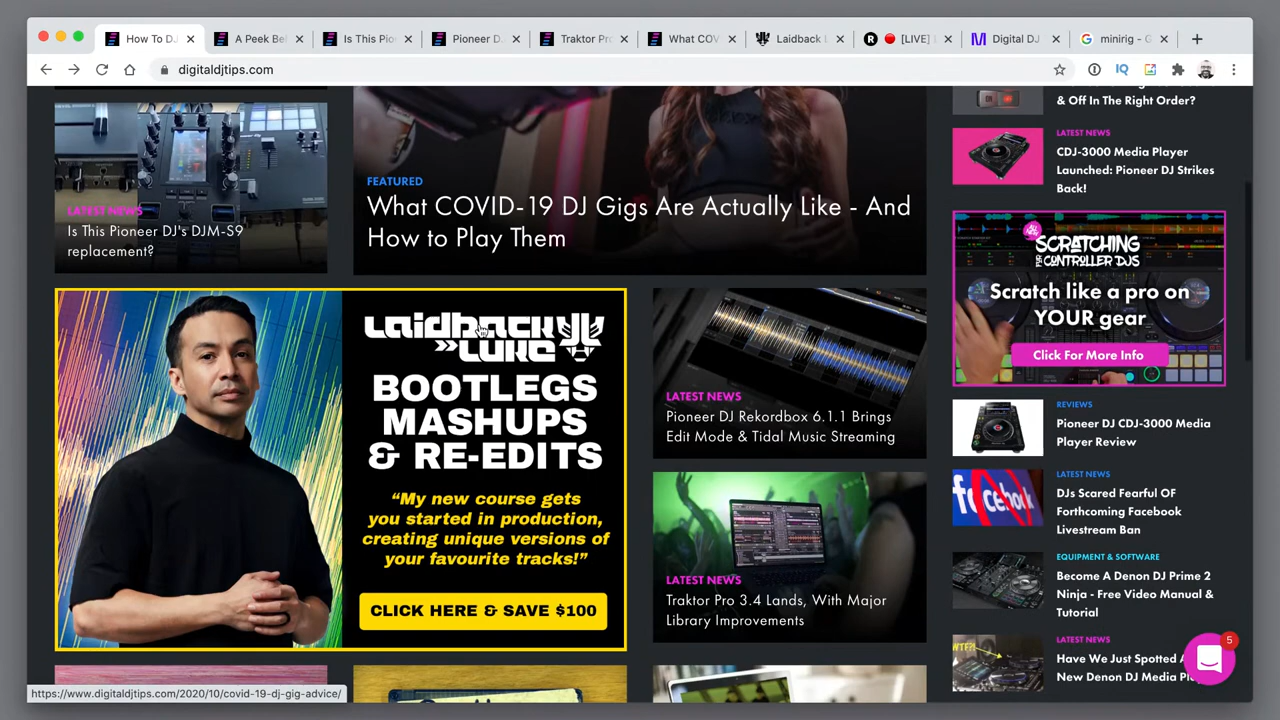 How To DJ
A Peek Be
Is This Pio
Pioneer D
Traktor Pr
What COV
Laidback L
[LIVE]
Digital DJ
minirig - G
digitaldjtips.com
LATEST NEWS
Is This Pioneer DJ's DJM-S9
replacement?
FEATURED
What COVID-19 DJ Gigs Are Actually Like - And
How to Play Them
& Off In The Right Order?
LATEST NEWS
CDJ-3000 Media Player
Launched: Pioneer DJ Strikes
Back!
SCRATCHING
FOR CONTROLLER DJS
Scratch like a pro on
YOUR gear
Click For More Info
Laidback
Luke
BOOTLEGS
MASHUPS
& RE-EDITS
“My new course gets
you started in production,
creating unique versions of
your favourite tracks!”
CLICK HERE & SAVE $100
LATEST NEWS
Pioneer DJ Rekordbox 6.1.1 Brings
Edit Mode & Tidal Music Streaming
LATEST NEWS
Traktor Pro 3.4 Lands, With Major
Library Improvements
REVIEWS
Pioneer DJ CDJ-3000 Media
Player Review
LATEST NEWS
DJs Scared Fearful OF
Forthcoming Facebook
Livestream Ban
facebook
EQUIPMENT & SOFTWARE
Become A Denon DJ Prime 2
Ninja - Free Video Manual &
Tutorial
LATEST NEWS
Have We Just Spotted A
New Denon DJ Media Pl
WTF?!
5
https://www.digitaldjtips.com/2020/10/covid-19-dj-gig-advice/